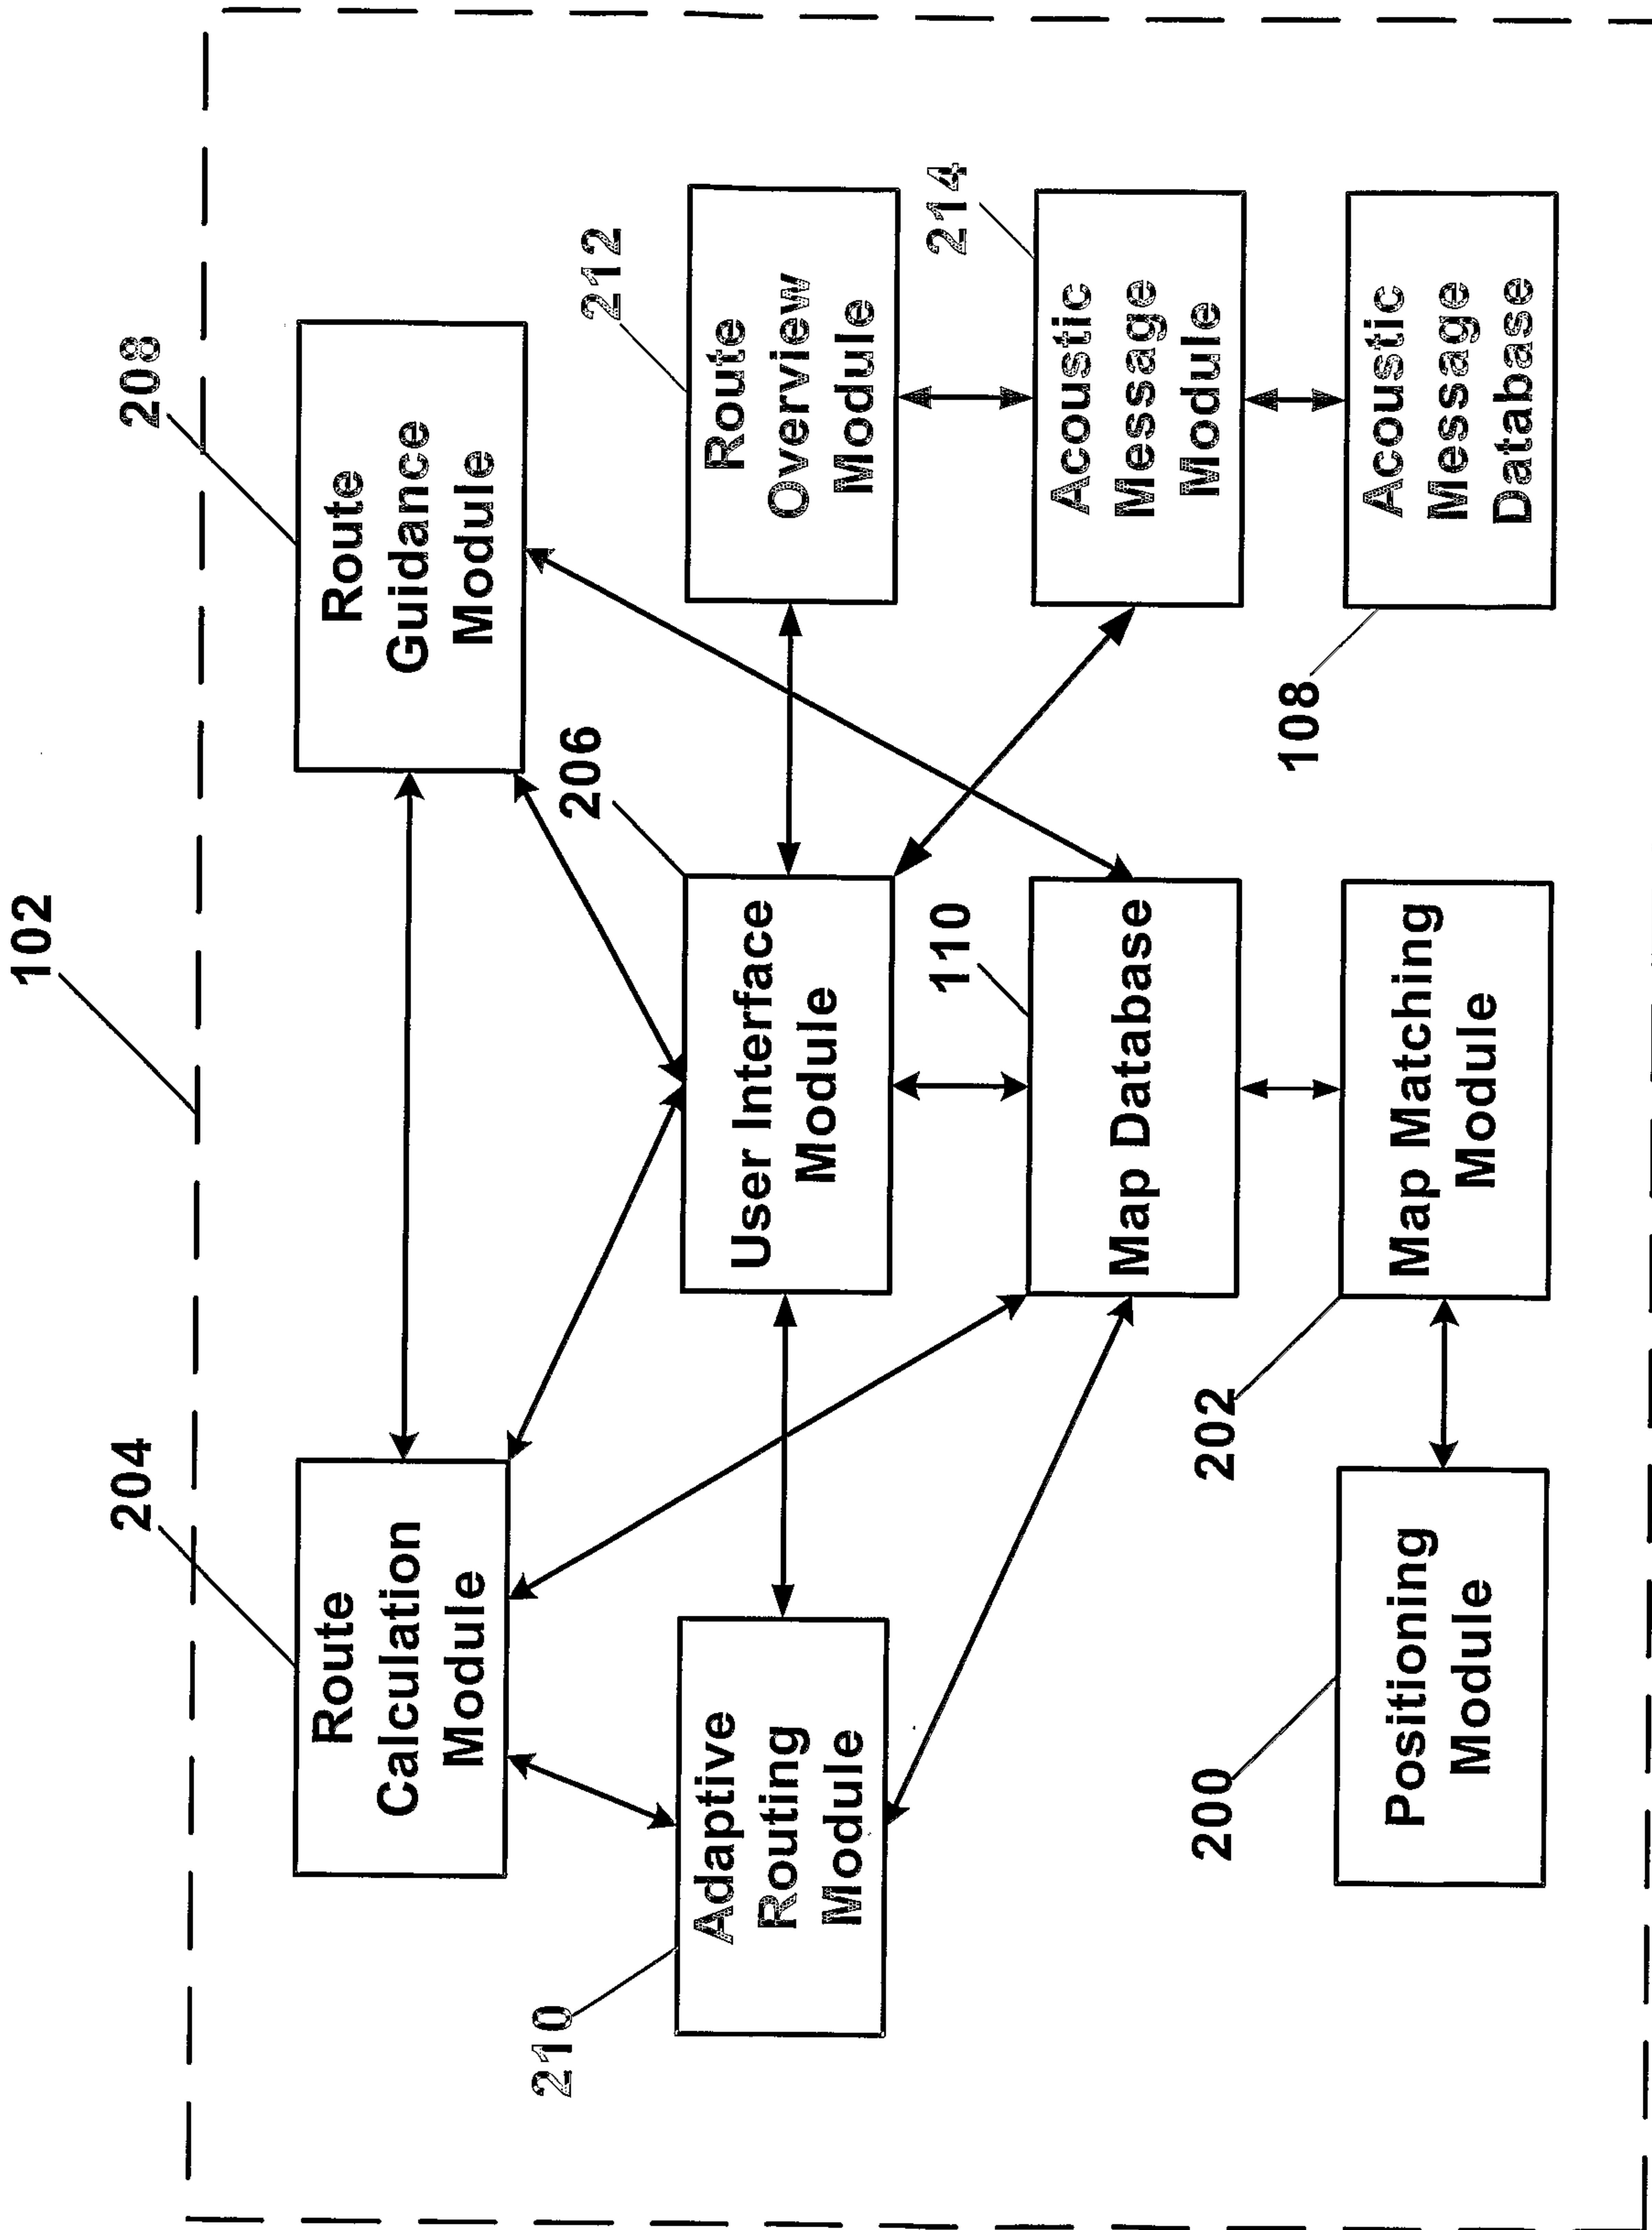 102
204
208
Route
Calculation
Module
Route
Guidance
Module
210
206
212
Adaptive
Routing
Module
User Interface
Module
Route
Overview
Module
110
214
Map Database
Acoustic
Message
Module
200
202
108
Positioning
Module
Map Matching
Module
Acoustic
Message
Database